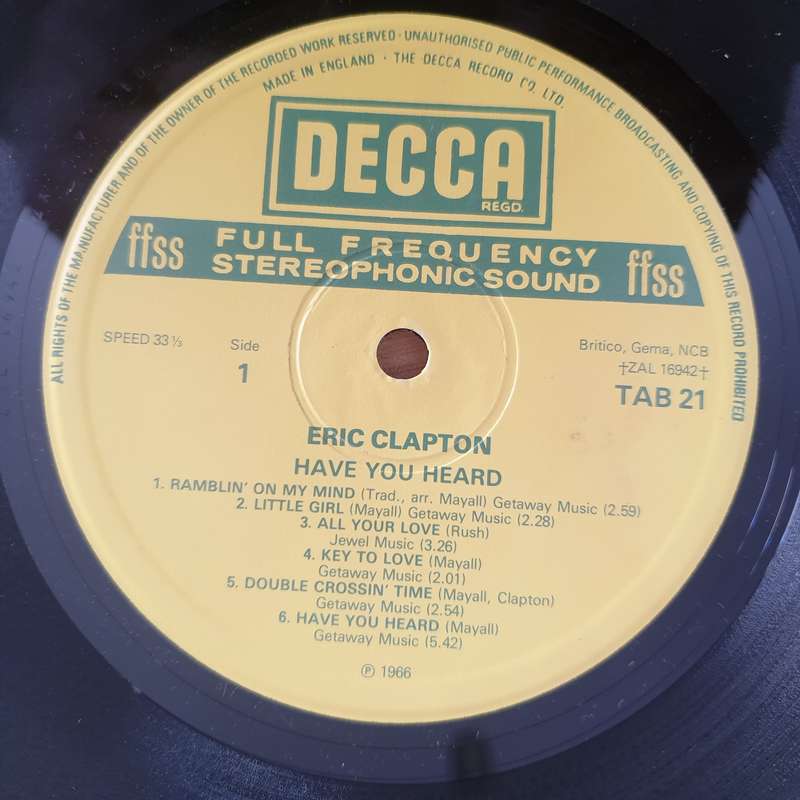 ALL RIGHTS OF THE MANUFACTURER AND OF THE OWNER OF THE RECORDED WORK RESERVED · UNAUTHORISED PUBLIC PERFORMANCE BROADCASTING AND COPYING OF THIS RECORD PROHIBITED
MADE IN ENGLAND · THE DECCA RECORD CO. LTD.
DECCA
REGD.
ffss FULL FREQUENCY STEREOPHONIC SOUND ffss
SPEED 33⅓
Side
1
Britico, Gema, NCB
†ZAL 16942†
TAB 21
ERIC CLAPTON
HAVE YOU HEARD
1. RAMBLIN' ON MY MIND (Trad., arr. Mayall) Getaway Music (2.59)
2. LITTLE GIRL (Mayall) Getaway Music (2.28)
3. ALL YOUR LOVE (Rush)
Jewel Music (3.26)
4. KEY TO LOVE (Mayall)
Getaway Music (2.01)
5. DOUBLE CROSSIN' TIME (Mayall, Clapton)
Getaway Music (2.54)
6. HAVE YOU HEARD (Mayall)
Getaway Music (5.42)
℗ 1966